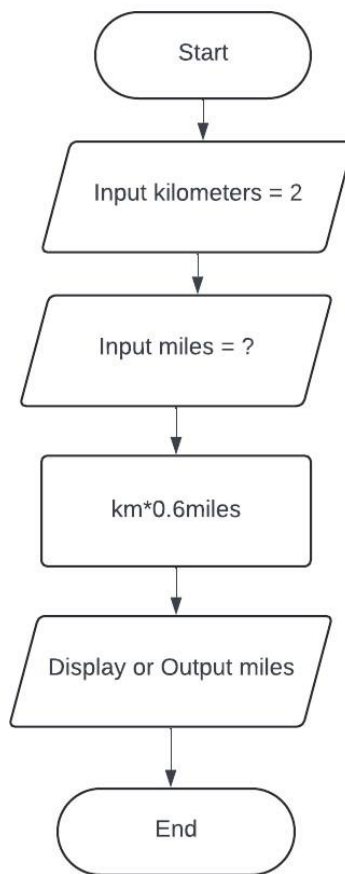 Start
Input kilometers = 2
Input miles = ?
km*0.6miles
Display or Output miles
End